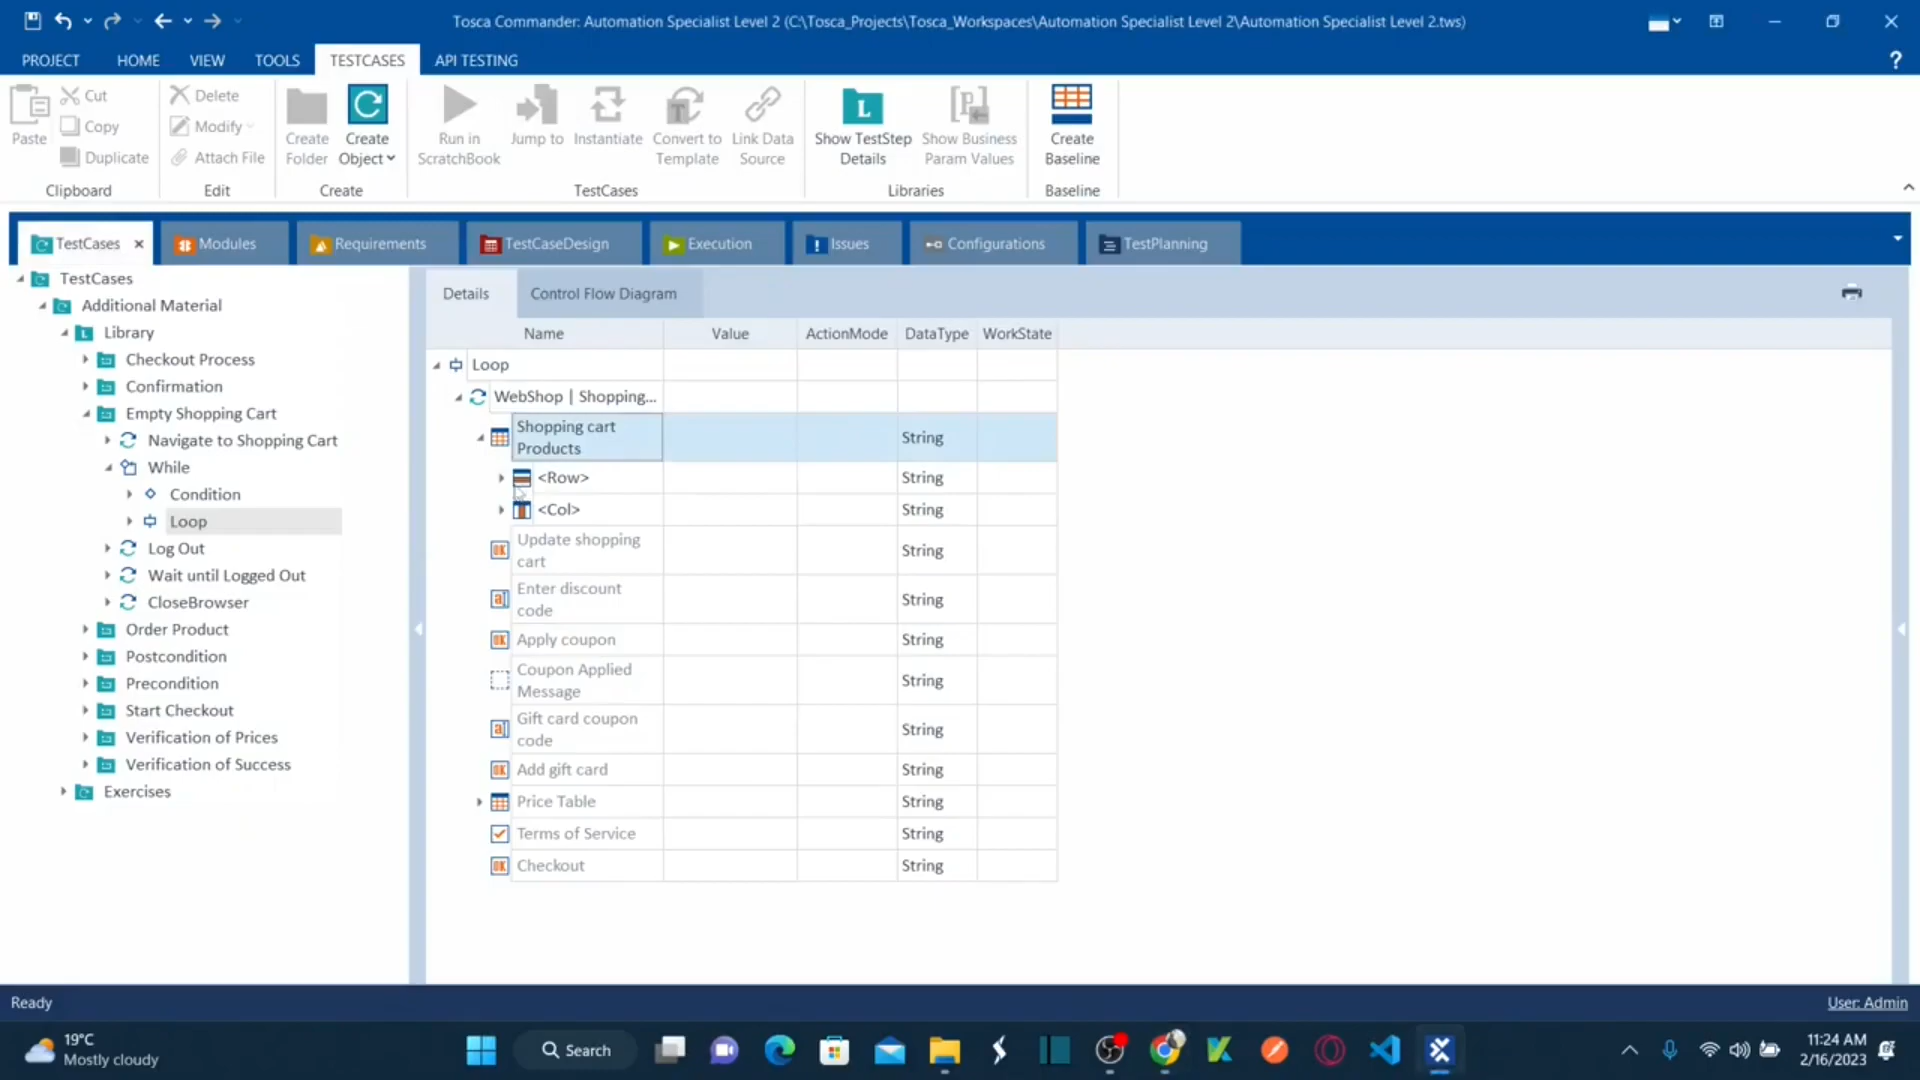 Tosca Commander: Automation Specialist Level 2 (C:\Tosca_Projects\Tosca_Workspaces\Automation Specialist Level 2\Automation Specialist Level 2.tws)
PROJECT HOME VIEW TOOLS TESTCASES API TESTING ?
Paste
Cut
Copy
Duplicate
Clipboard
Delete
Modify
Attach File
Edit
Create Folder
Create Object
Create
Run in ScratchBook
Jump to
Instantiate
Convert to Template
Link Data Source
TestCases
Show TestStep Details
Show Business Param Values
Libraries
Create Baseline
Baseline
TestCases Modules Requirements TestCaseDesign Execution Issues Configurations TestPlanning
TestCases
Additional Material
Library
Checkout Process
Confirmation
Empty Shopping Cart
Navigate to Shopping Cart
While
Condition
Loop
Log Out
Wait until Logged Out
CloseBrowser
Order Product
Postcondition
Precondition
Start Checkout
Verification of Prices
Verification of Success
Exercises
Details Control Flow Diagram
Name Value ActionMode DataType WorkState
Loop
WebShop | Shopping...
Shopping cart
Products String
<Row> String
<Col> String
Update shopping
cart String
Enter discount
code String
Apply coupon String
Coupon Applied
Message String
Gift card coupon
code String
Add gift card String
Price Table String
Terms of Service String
Checkout String
Ready User: Admin
19°C
Mostly cloudy
Search
11:24 AM
2/16/2023